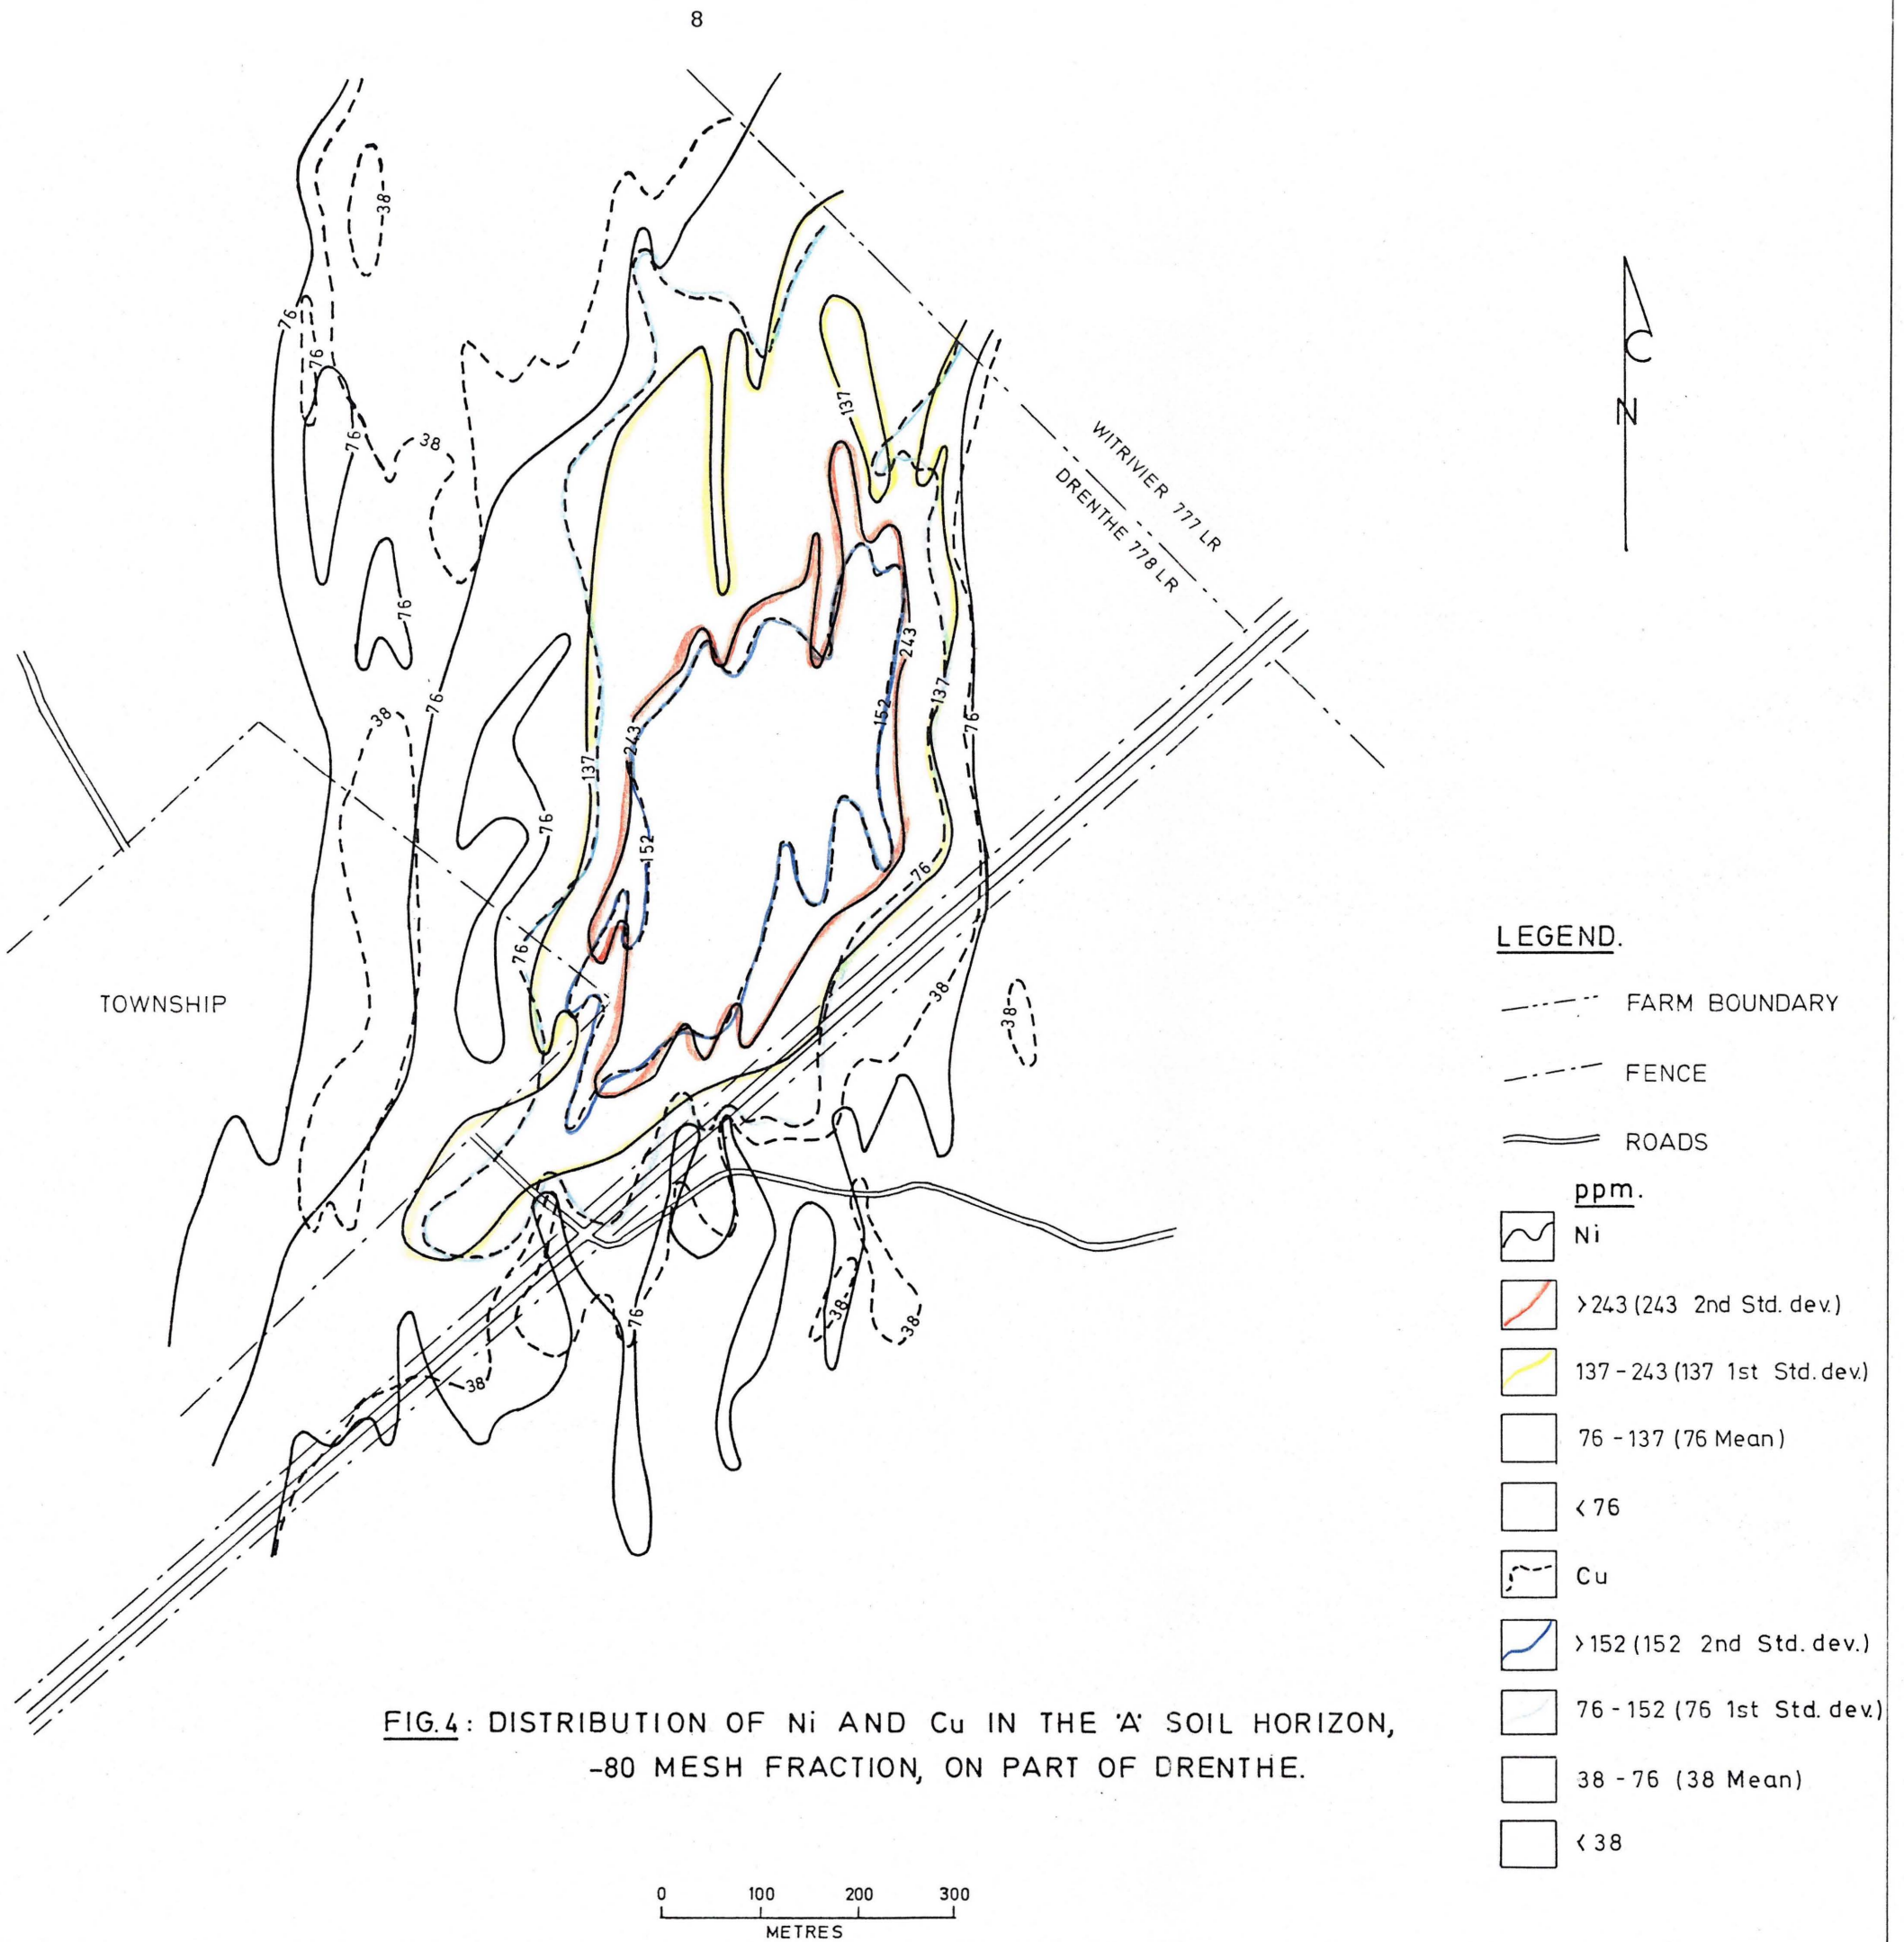 8
38
76
76
76
38
137
WITRIVIER 777 LR
DRENTHE 778 LR
N
76
243
137
152
76
38
76
243
137
76
152
76
76
38
38
TOWNSHIP
38
38
76
38
LEGEND.
FARM BOUNDARY
FENCE
ROADS
ppm.
Ni
>243 (243 2nd Std. dev.)
137 - 243 (137 1st Std. dev.)
76 - 137 (76 Mean)
< 76
Cu
>152 (152 2nd Std. dev.)
76 - 152 (76 1st Std. dev.)
38 - 76 (38 Mean)
< 38
FIG. 4: DISTRIBUTION OF Ni AND Cu IN THE 'A' SOIL HORIZON,
-80 MESH FRACTION, ON PART OF DRENTHE.
0 100 200 300
METRES